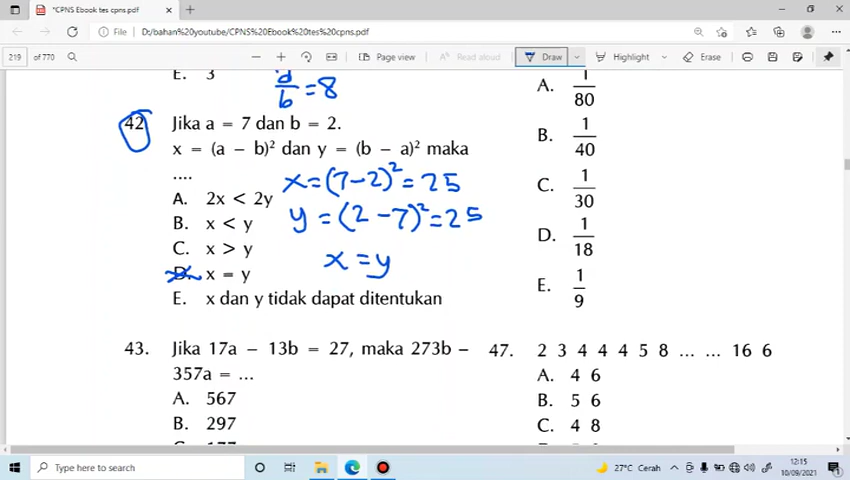 *CPNS Ebook tes cpns.pdf
File
D:/bahan%20youtube/CPNS%20Ebook%20tes%20cpns.pdf
219 of 770
Page view
Read aloud
Draw
Highlight
Erase
E. 3
d/b = 8
42 Jika a = 7 dan b = 2.
x = (a – b)² dan y = (b – a)² maka
....
x = (7-2)² = 25
A. 2x < 2y
y = (2-7)² = 25
B. x < y
C. x > y
x = y
D. x = y
E. x dan y tidak dapat ditentukan
43. Jika 17a – 13b = 27, maka 273b –
357a = ...
A. 567
B. 297
A. 1/80
B. 1/40
C. 1/30
D. 1/18
E. 1/9
47. 2 3 4 4 4 5 8 ... ... 16 6
A. 4 6
B. 5 6
C. 4 8
Type here to search
27°C Cerah
12:15
10/09/2021